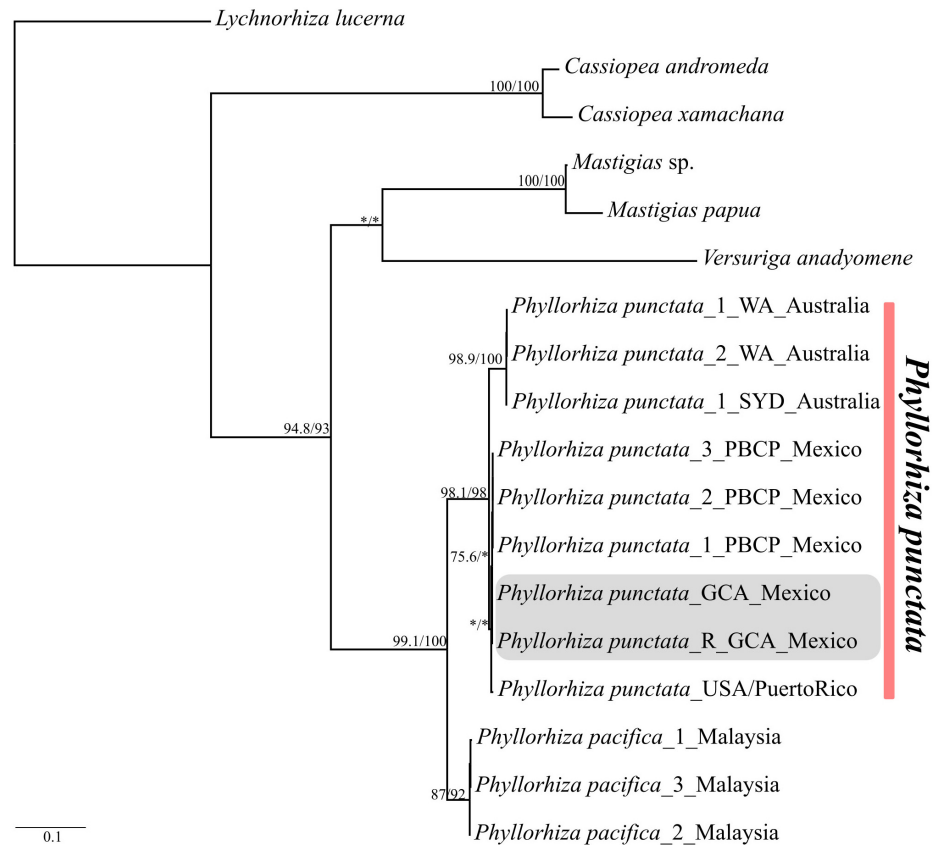 Lychnorhiza lucerna
Cassiopea andromeda
100/100
Cassiopea xamachana
Mastigias sp.
100/100
Mastigias papua
*/*
Versuriga anadyomene
Phyllorhiza punctata_1_WA_Australia
Phyllorhiza punctata_2_WA_Australia
98.9/100
Phyllorhiza punctata_1_SYD_Australia
94.8/93
Phyllorhiza punctata_3_PBCP_Mexico
98.1/98
Phyllorhiza punctata_2_PBCP_Mexico
Phyllorhiza punctata_1_PBCP_Mexico
75.6/*
Phyllorhiza punctata_GCA_Mexico
*/*
Phyllorhiza punctata_R_GCA_Mexico
99.1/100
Phyllorhiza punctata_USA/PuertoRico
Phyllorhiza punctata
Phyllorhiza pacifica_1_Malaysia
Phyllorhiza pacifica_3_Malaysia
87/92
Phyllorhiza pacifica_2_Malaysia
0.1